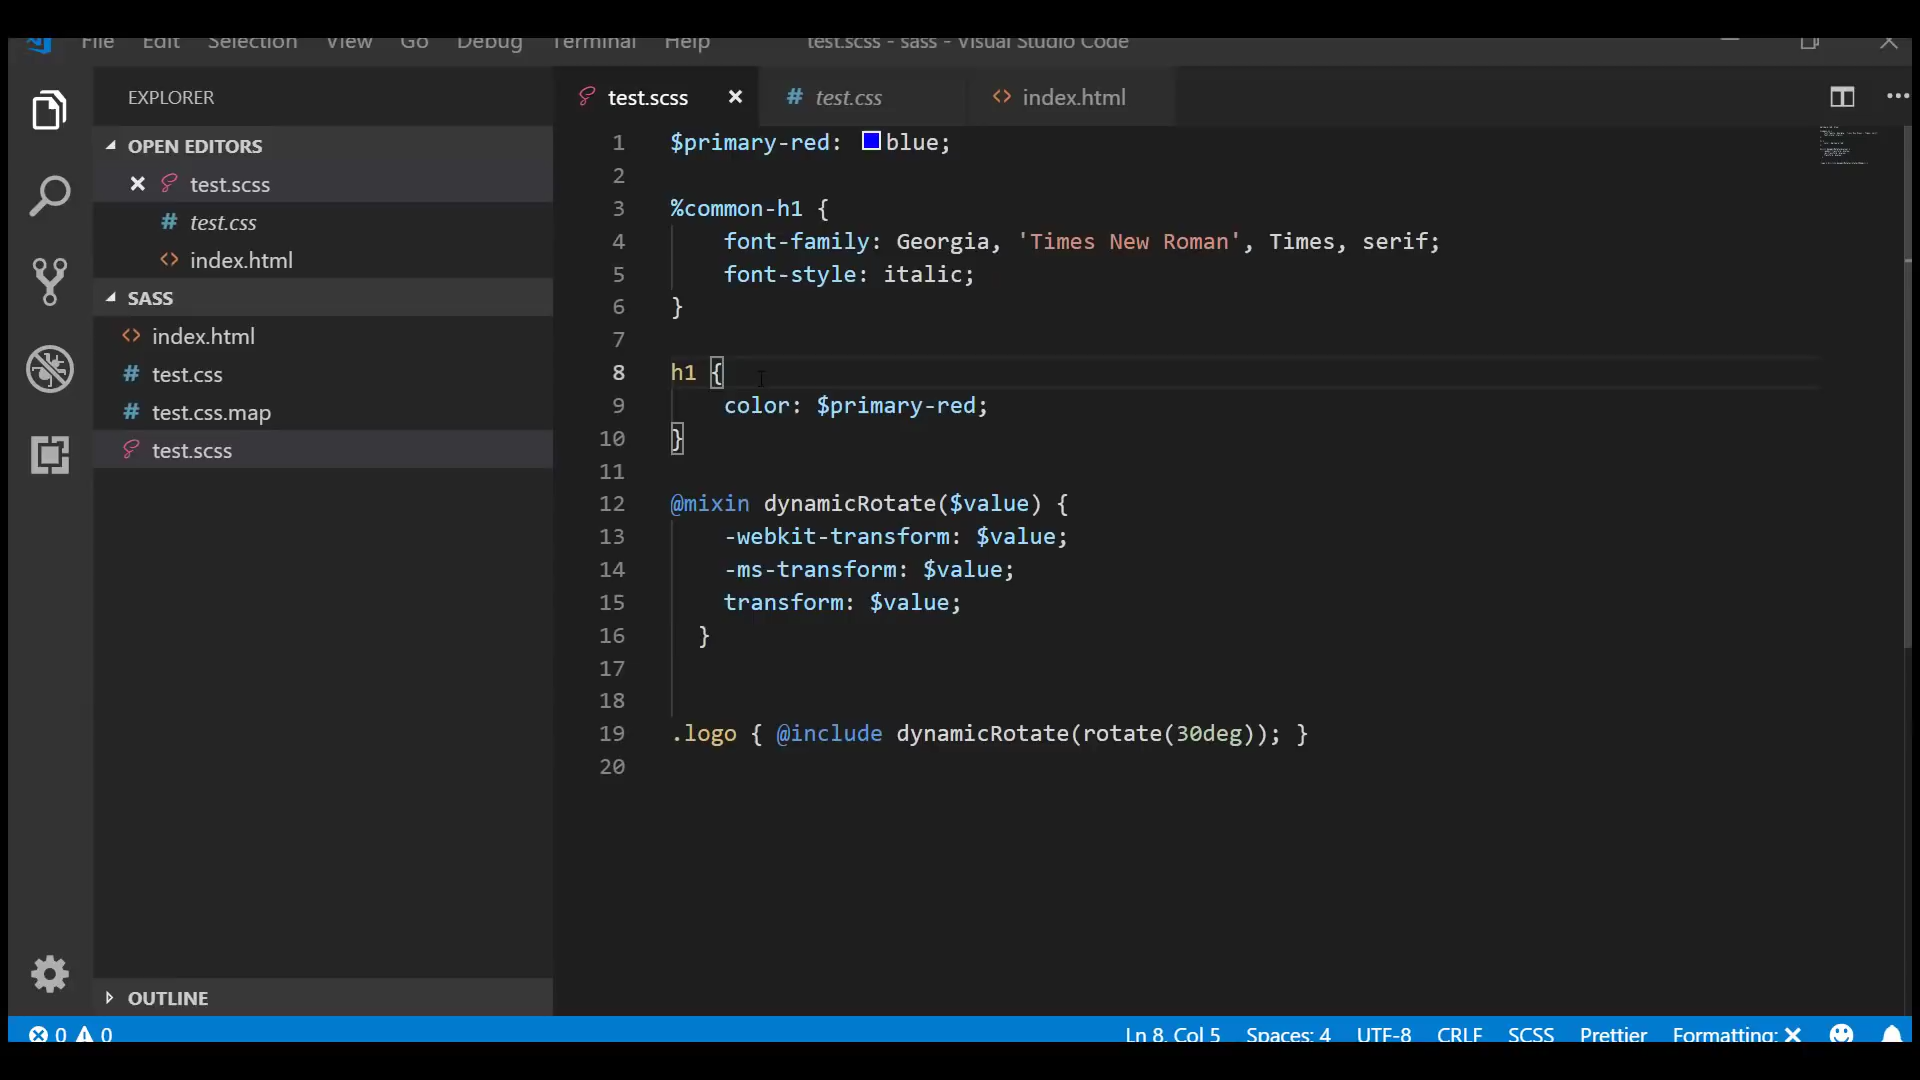 File Edit Selection View Go Debug Terminal Help test.scss - sass - Visual Studio Code
EXPLORER
OPEN EDITORS
test.scss
test.css
index.html
SASS
index.html
test.css
test.css.map
test.scss
OUTLINE
test.scss test.css index.html
1 $primary-red: blue;
2
3 %common-h1 {
4 font-family: Georgia, 'Times New Roman', Times, serif;
5 font-style: italic;
6 }
7
8 h1 {
9 color: $primary-red;
10 }
11
12 @mixin dynamicRotate($value) {
13 -webkit-transform: $value;
14 -ms-transform: $value;
15 transform: $value;
16 }
17
18
19 .logo { @include dynamicRotate(rotate(30deg)); }
20
0 0 Ln 8, Col 5 Spaces: 4 UTF-8 CRLF SCSS Prettier Formatting: